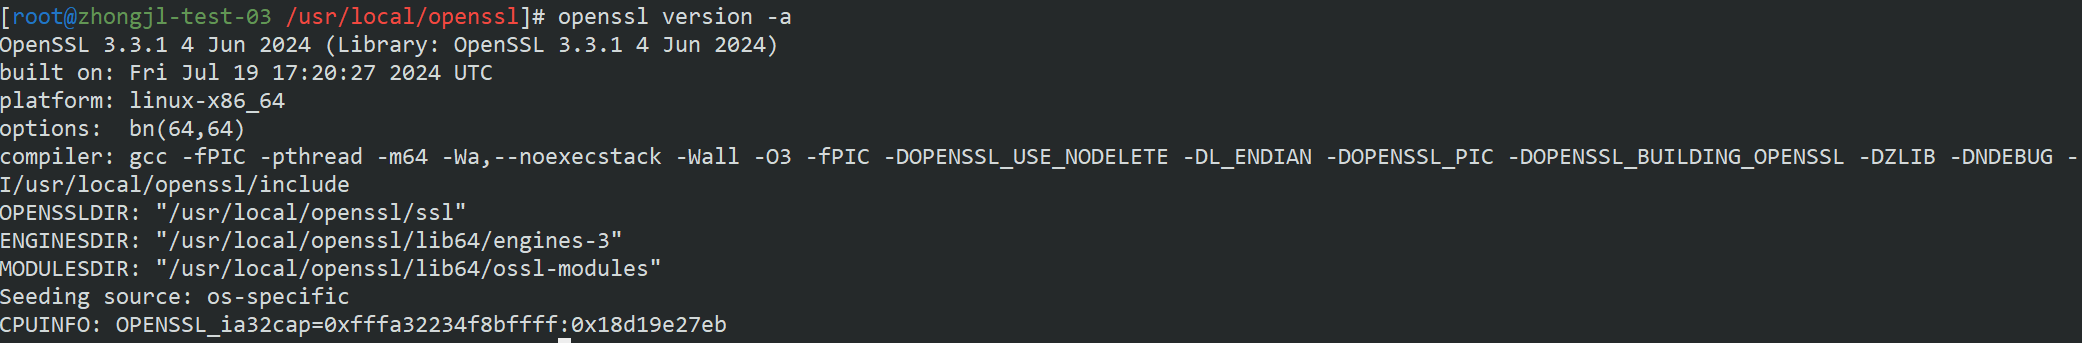 [root@zhongjl-test-03 /usr/local/openssl]# openssl version -a
OpenSSL 3.3.1 4 Jun 2024 (Library: OpenSSL 3.3.1 4 Jun 2024)
built on: Fri Jul 19 17:20:27 2024 UTC
platform: linux-x86_64
options:  bn(64,64)
compiler: gcc -fPIC -pthread -m64 -Wa,--noexecstack -Wall -O3 -fPIC -DOPENSSL_USE_NODELETE -DL_ENDIAN -DOPENSSL_PIC -DOPENSSL_BUILDING_OPENSSL -DZLIB -DNDEBUG -
I/usr/local/openssl/include
OPENSSLDIR: "/usr/local/openssl/ssl"
ENGINESDIR: "/usr/local/openssl/lib64/engines-3"
MODULESDIR: "/usr/local/openssl/lib64/ossl-modules"
Seeding source: os-specific
CPUINFO: OPENSSL_ia32cap=0xfffa32234f8bffff:0x18d19e27eb